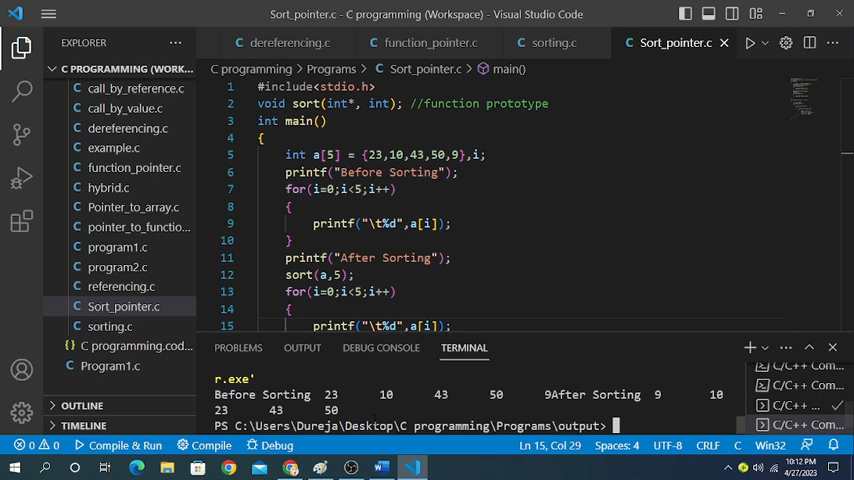 Sort_pointer.c - C programming (Workspace) - Visual Studio Code
EXPLORER
dereferencing.c
function_pointer.c
sorting.c
Sort_pointer.c
C PROGRAMMING (WORK...
C programming > Programs > C Sort_pointer.c > main()
call_by_reference.c
call_by_value.c
dereferencing.c
example.c
function_pointer.c
hybrid.c
Pointer_to_array.c
pointer_to_functio...
program1.c
program2.c
referencing.c
Sort_pointer.c
sorting.c
C programming.cod...
Program1.c
OUTLINE
TIMELINE
1 #include<stdio.h>
2 void sort(int*, int); //function prototype
3 int main()
4 {
5 int a[5] = {23,10,43,50,9},i;
6 printf("Before Sorting");
7 for(i=0;i<5;i++)
8 {
9 printf("\t%d",a[i]);
10 }
11 printf("After Sorting");
12 sort(a,5);
13 for(i=0;i<5;i++)
14 {
15 printf("\t%d",a[i]);
PROBLEMS OUTPUT DEBUG CONSOLE TERMINAL
r.exe'
Before Sorting 23 10 43 50 9After Sorting 9 10
23 43 50
PS C:\Users\Dureja\Desktop\C programming\Programs\output>
C/C++ Com...
C/C++ Com...
C/C++ ...
C/C++ Com...
0 0 Compile & Run Compile Debug Ln 15, Col 29 Spaces: 4 UTF-8 CRLF C Win32
10:12 PM
4/27/2023